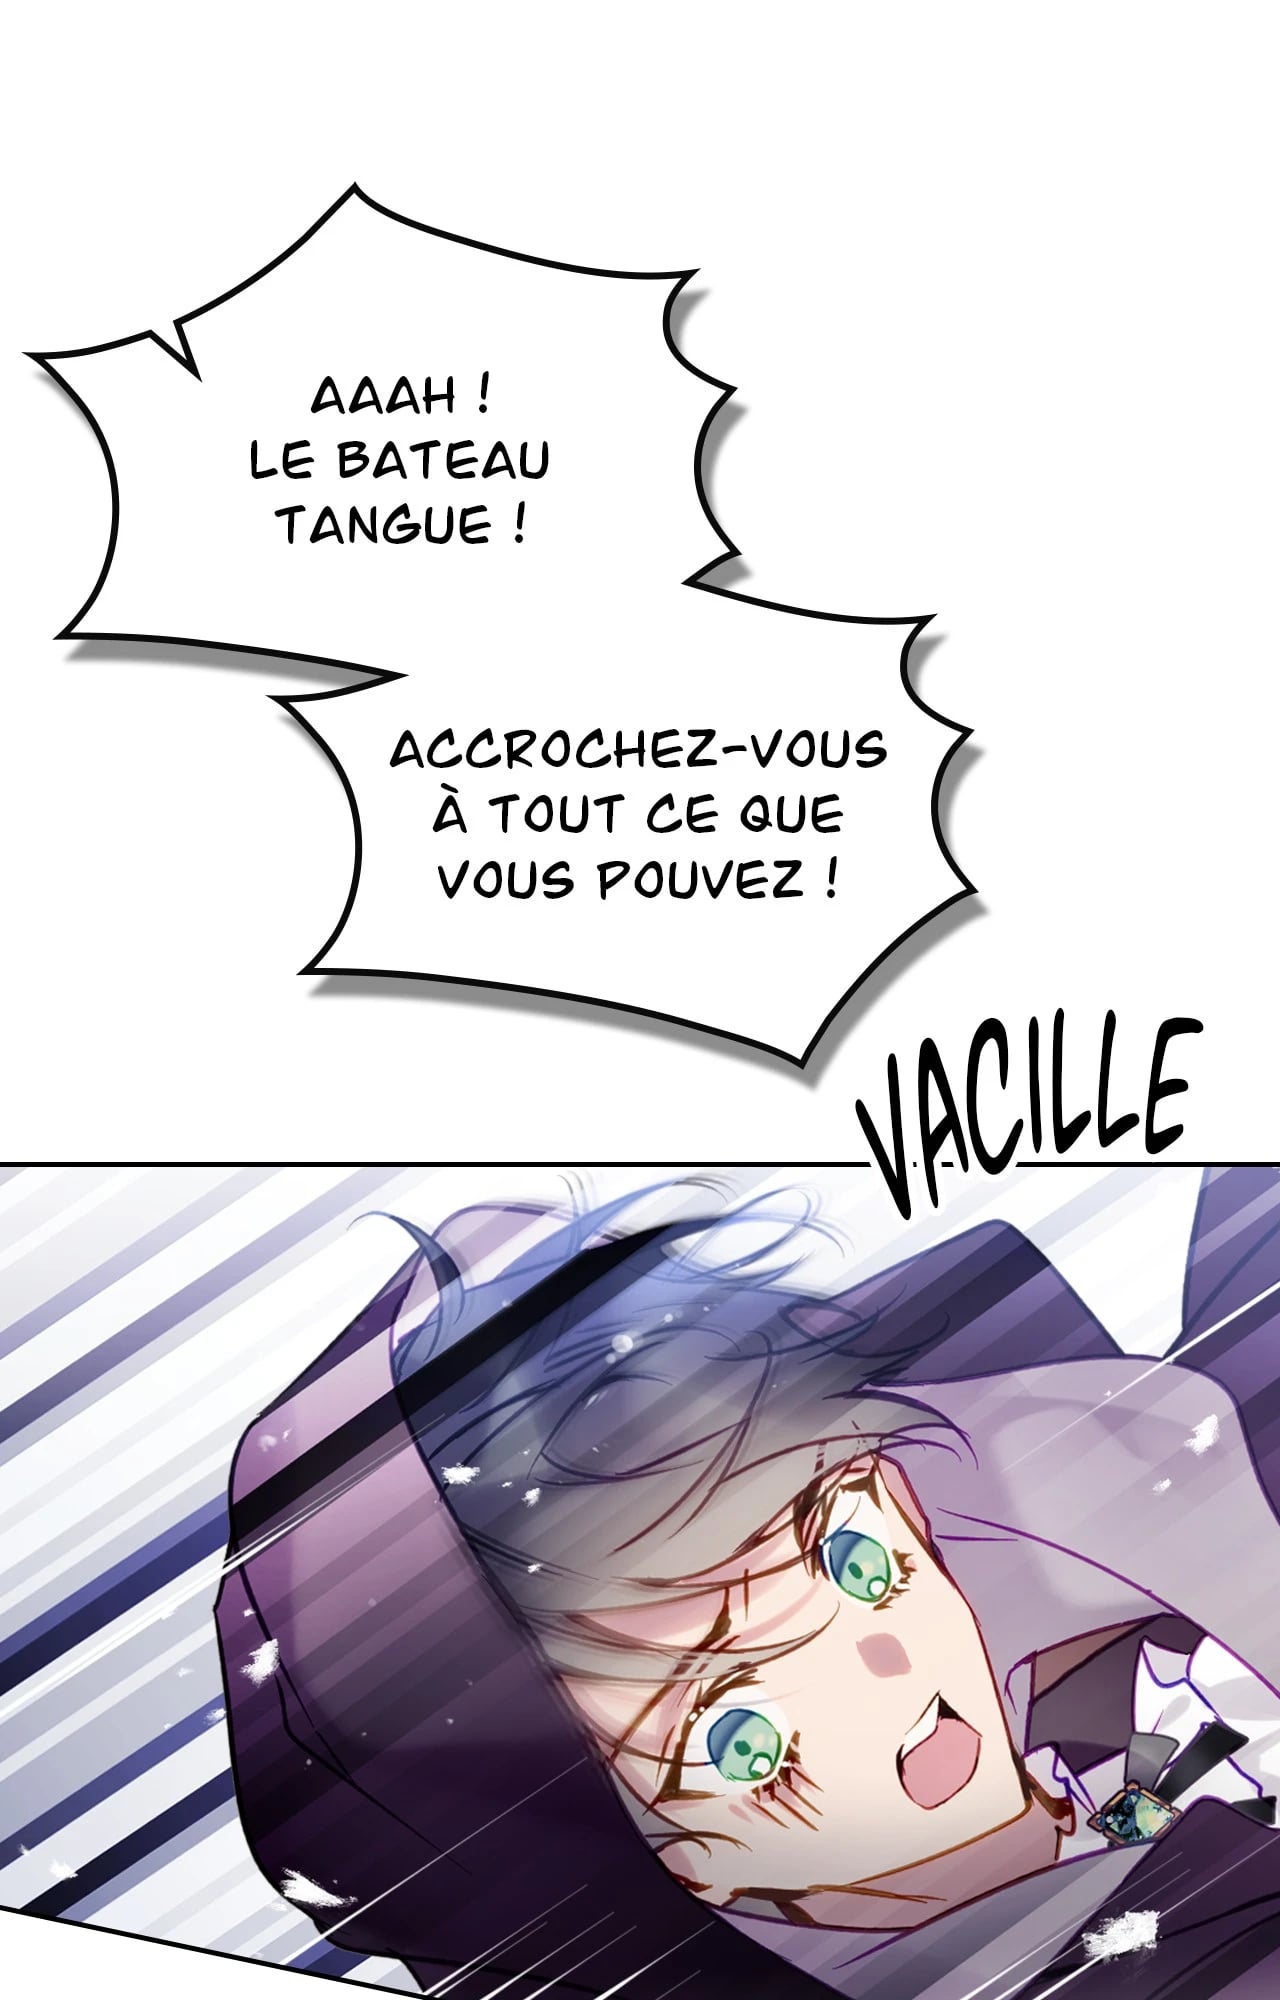 AAAH !
LE BATEAU
TANGUE !
ACCROCHEZ-VOUS
À TOUT CE QUE
VOUS POUVEZ !
VACILLE